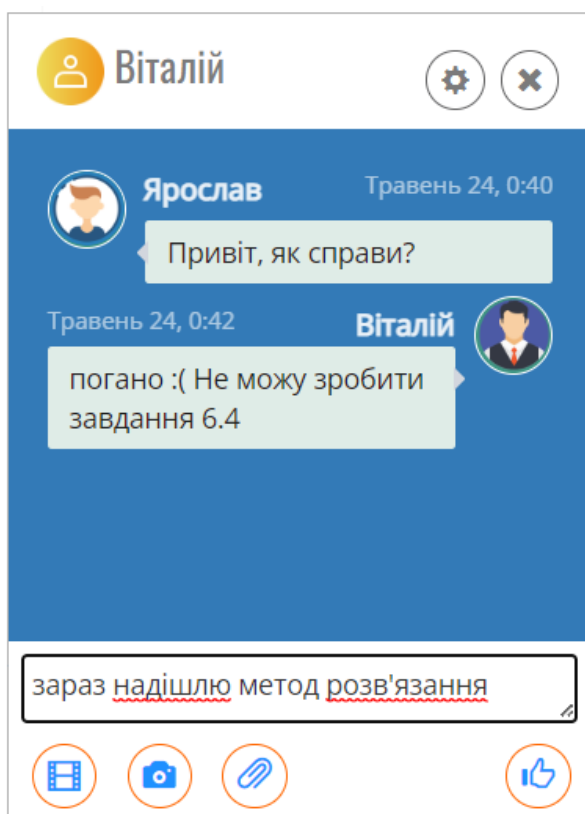 Віталій
Ярослав
Травень 24, 0:40
Привіт, як справи?
Травень 24, 0:42
Віталій
погано :( Не можу зробити
завдання 6.4
зараз надішлю метод розв'язання